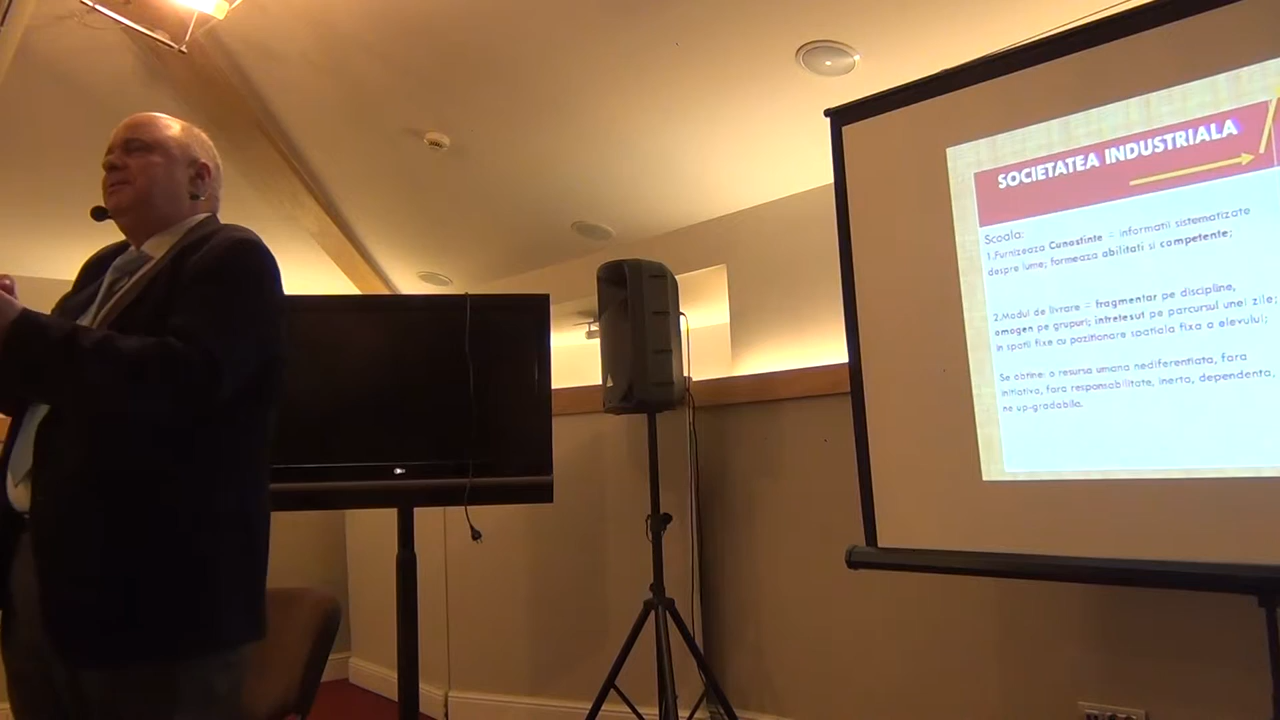 SOCIETATEA INDUSTRIALA
Scoala:
1.Furnizeaza Cunostinte = informatii sistematizate
despre lume; formeaza abilitati si competente;
2.Modul de livrare = fragmentar pe discipline,
omogen pe grupuri; intretesut pe parcursul unei zile;
in spatii fixe cu pozitionare spatiala fixa a elevului;
Se obtine: o resursa umana nediferentiata, fara
initiativa, fara responsabilitate, inerta, dependenta,
ne up-gradabila.